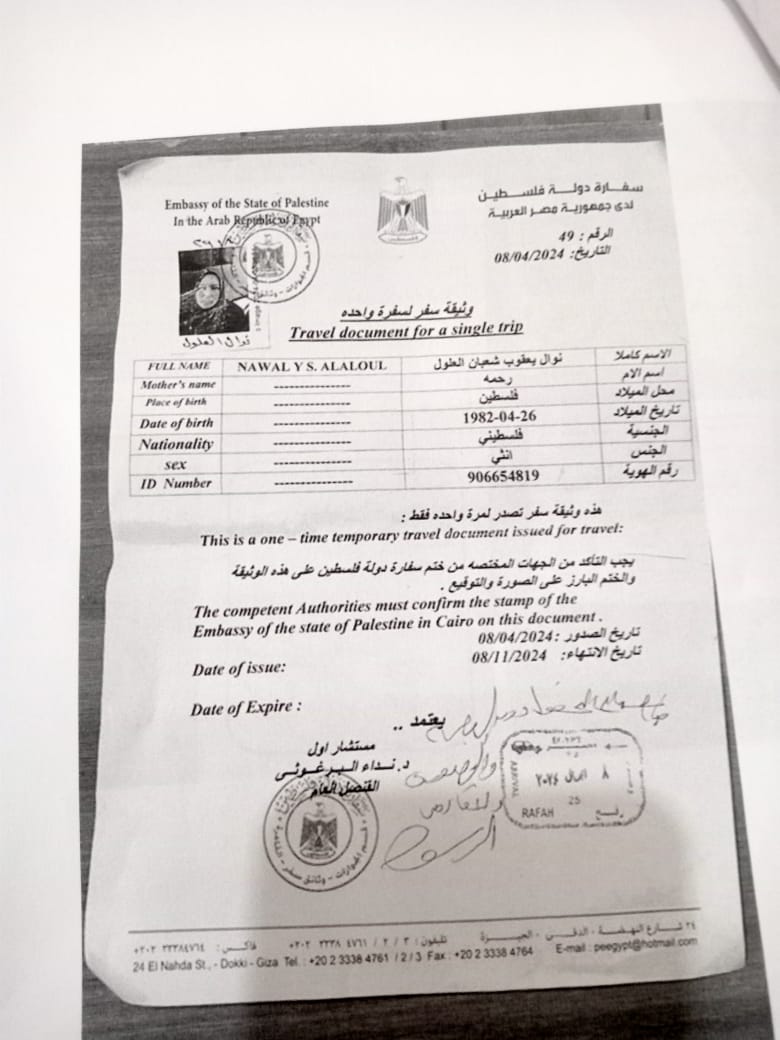 Embassy of the State of Palestine
In the Arab Republic of Egypt
سفارة دولة فلسطين
لدى جمهورية مصر العربية
الرقم : 49
التاريخ: 08/04/2024
فلسطين
نوال العلول
وثيقة سفر لسفرة واحده
Travel document for a single trip
FULL NAME NAWAL Y S. ALALOUL نوال يعقوب شعبان العلول الاسم كاملا
Mother's name --------------- رحمه اسم الام
Place of birth --------------- فلسطين محل الميلاد
Date of birth --------------- 1982-04-26 تاريخ الميلاد
Nationality --------------- فلسطيني الجنسية
sex --------------- انثي الجنس
ID Number --------------- 906654819 رقم الهوية
هذه وثيقة سفر تصدر لمرة واحده فقط :
This is a one – time temporary travel document issued for travel:
يجب التأكد من الجهات المختصه من ختم سفارة دولة فلسطين على هذه الوثيقة
والختم البارز على الصورة والتوقيع .
The competent Authorities must confirm the stamp of the
Embassy of the state of Palestine in Cairo on this document .
تاريخ الصدور : 08/04/2024
تاريخ الانتهاء: 08/11/2024
Date of issue:
Date of Expire :
يعتمد ..
مستشار اول
د. نداء البرغوثي
القنصل العام
ARRIVAL
٨ ٢٠٢٤
25
RAFAH رفح
٢٤ شارع النهضة - الدقى - الجيزة تليفون : ٣ / ٢ / ٤٧٦١ ٣٣٣٨ ٢٠٢+ فاكس : ٣٣٣٨٤٧٦٤ ٢٠٢+
24 El Nahda St., - Dokki - Giza Tel. : +20 2 3338 4761 / 2 / 3 Fax : +20 2 3338 4764 E-mail : peegypt@hotmail.com